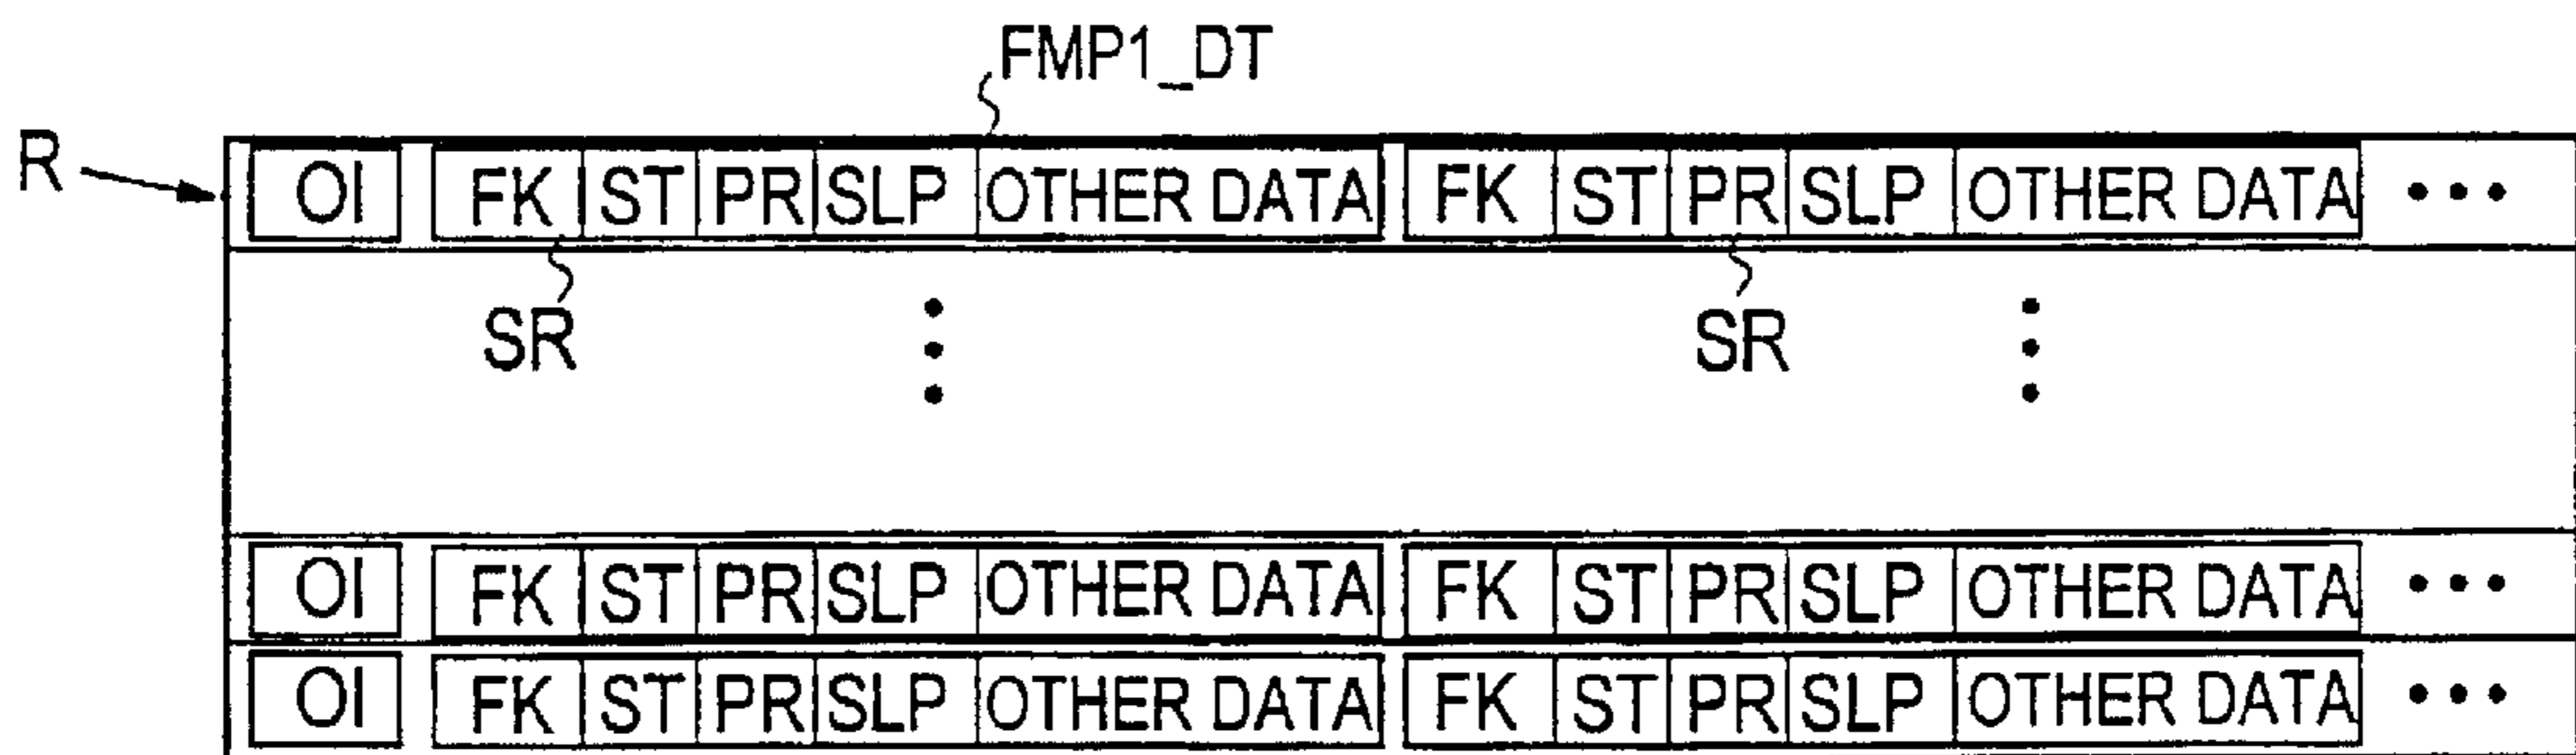 FMP1_DT
R
OI FK ST PR SLP OTHER DATA FK ST PR SLP OTHER DATA •••
SR SR
OI FK ST PR SLP OTHER DATA FK ST PR SLP OTHER DATA •••
OI FK ST PR SLP OTHER DATA FK ST PR SLP OTHER DATA •••